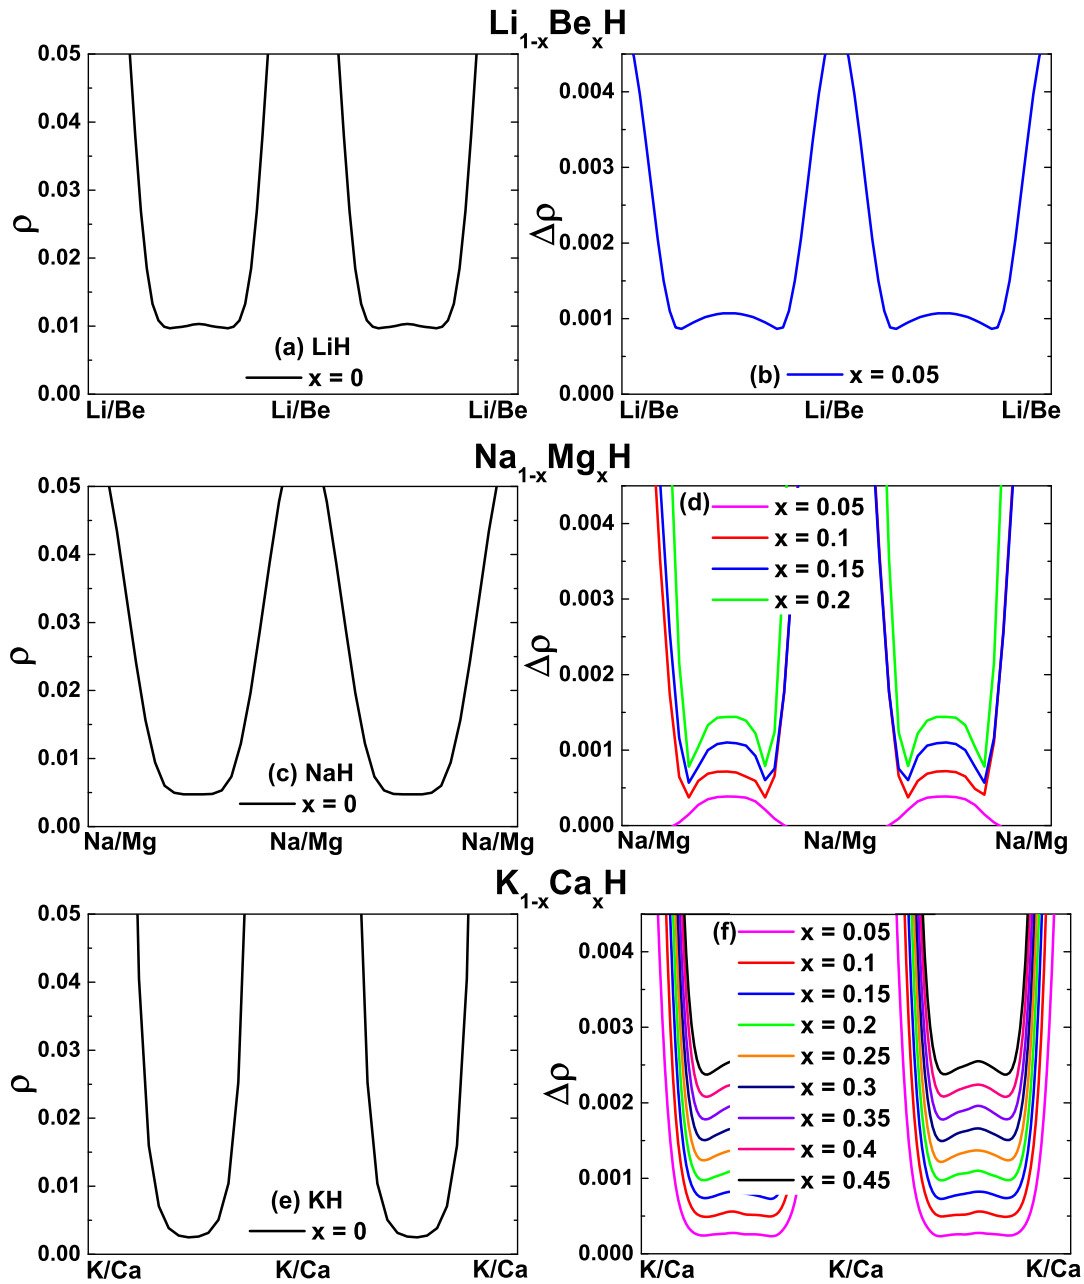 Li1-xBexH
0.05
0.04
0.03
0.02
0.01
0.00
ρ
(a) LiH
x = 0
Li/Be Li/Be Li/Be
0.004
0.003
0.002
0.001
0.000
Δρ
(b) x = 0.05
Li/Be Li/Be Li/Be
Na1-xMgxH
0.05
0.04
0.03
0.02
0.01
0.00
ρ
(c) NaH
x = 0
Na/Mg Na/Mg Na/Mg
0.004
0.003
0.002
0.001
0.000
Δρ
(d) x = 0.05
x = 0.1
x = 0.15
x = 0.2
Na/Mg Na/Mg Na/Mg
K1-xCaxH
0.05
0.04
0.03
0.02
0.01
0.00
ρ
(e) KH
x = 0
K/Ca K/Ca K/Ca
0.004
0.003
0.002
0.001
0.000
Δρ
(f) x = 0.05
x = 0.1
x = 0.15
x = 0.2
x = 0.25
x = 0.3
x = 0.35
x = 0.4
x = 0.45
K/Ca K/Ca K/Ca